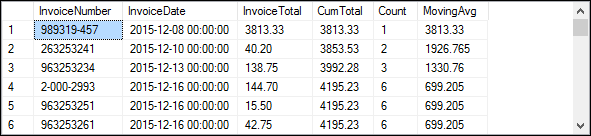 InvoiceNumber InvoiceDate InvoiceTotal CumTotal Count MovingAvg
1 989319-457 2015-12-08 00:00:00 3813.33 3813.33 1 3813.33
2 263253241 2015-12-10 00:00:00 40.20 3853.53 2 1926.765
3 963253234 2015-12-13 00:00:00 138.75 3992.28 3 1330.76
4 2-000-2993 2015-12-16 00:00:00 144.70 4195.23 6 699.205
5 963253251 2015-12-16 00:00:00 15.50 4195.23 6 699.205
6 963253261 2015-12-16 00:00:00 42.75 4195.23 6 699.205